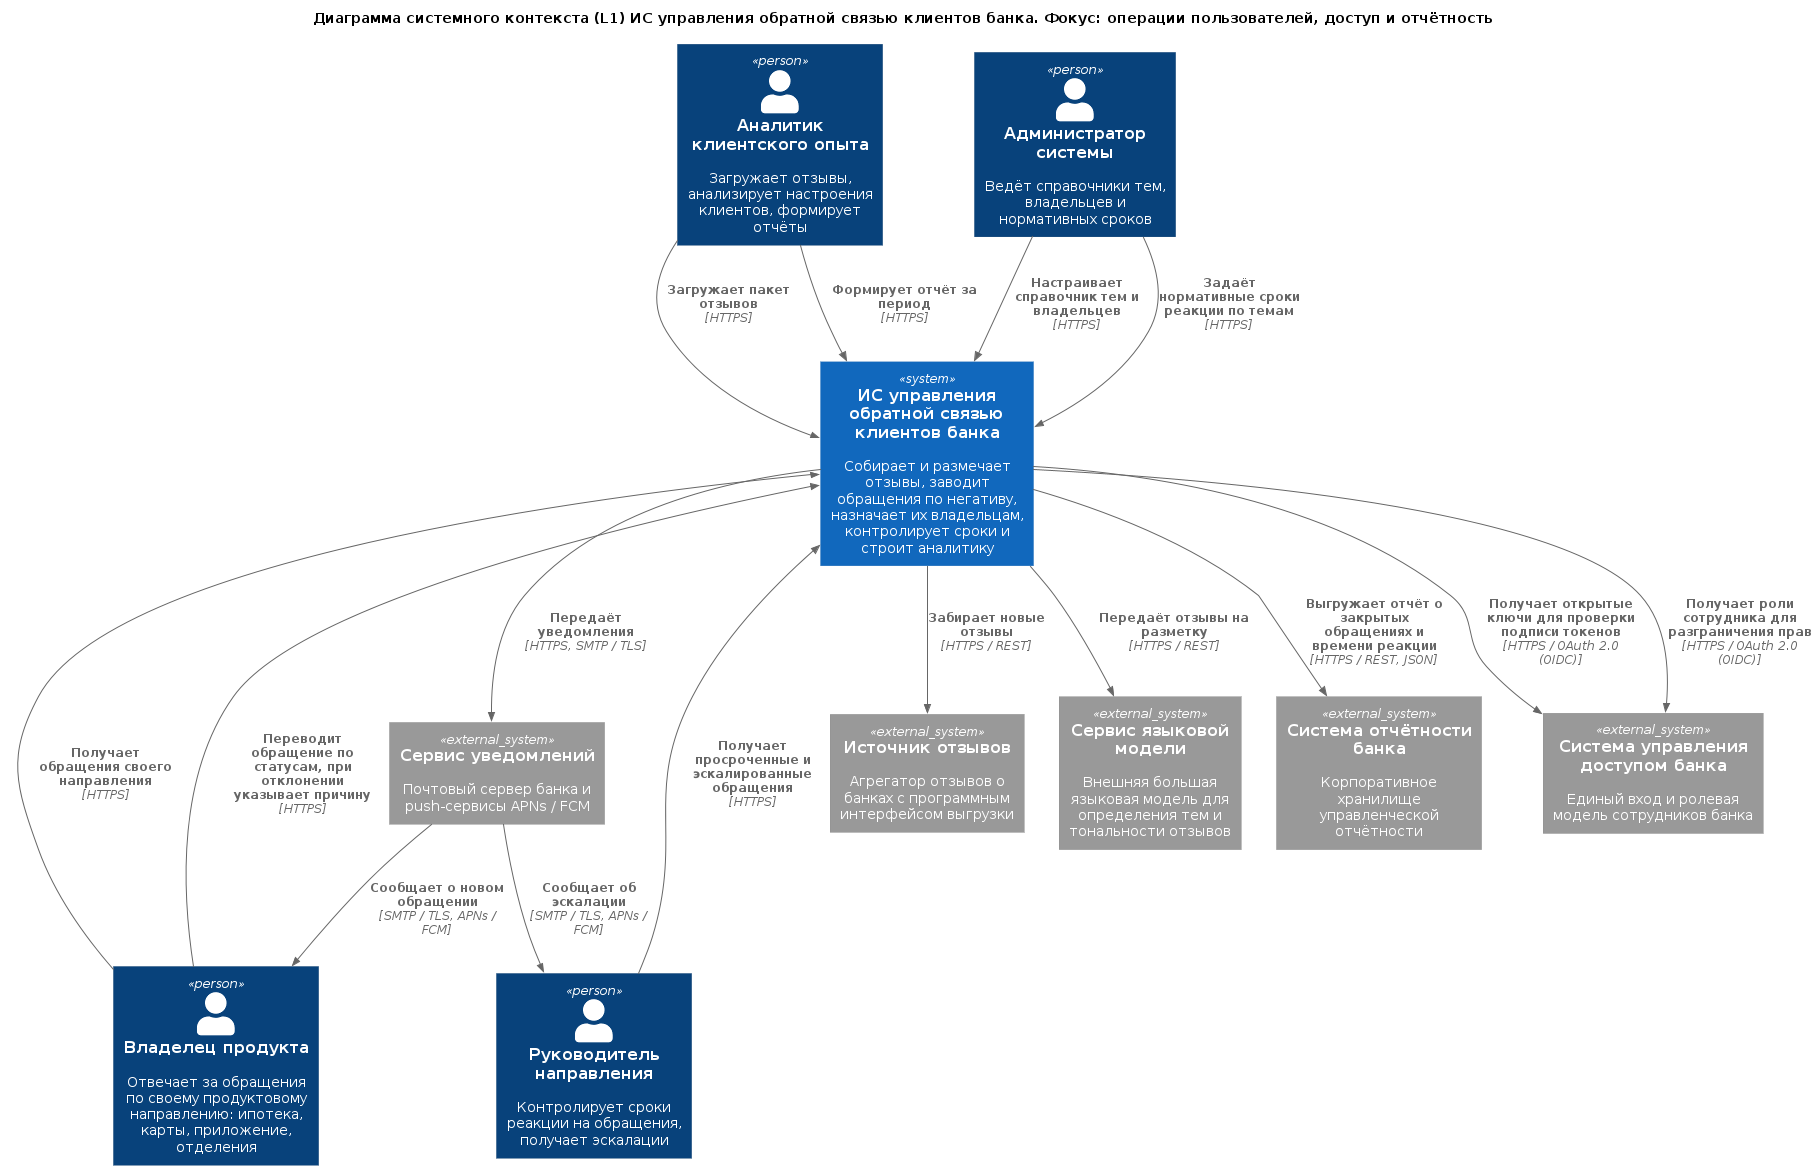 Диаграмма системного контекста (L1) ИС управления обратной связью клиентов банка. Фокус: операции пользователей, доступ и отчётность
«person»
Аналитик
клиентского опыта
Загружает отзывы,
анализирует настроения
клиентов, формирует
отчёты
«person»
Администратор
системы
Ведёт справочники тем,
владельцев и
нормативных сроков
Загружает пакет
отзывов
[HTTPS]
Формирует отчёт за
период
[HTTPS]
Настраивает
справочник тем и
владельцев
[HTTPS]
Задаёт
нормативные сроки
реакции по темам
[HTTPS]
«system»
ИС управления
обратной связью
клиентов банка
Собирает и размечает
отзывы, заводит
обращения по негативу,
назначает их владельцам,
контролирует сроки и
строит аналитику
Передаёт
уведомления
[HTTPS, SMTP / TLS]
Забирает новые
отзывы
[HTTPS / REST]
Передаёт отзывы на
разметку
[HTTPS / REST]
Выгружает отчёт о
закрытых
обращениях и
времени реакции
[HTTPS / REST, JSON]
Получает открытые
ключи для проверки
подписи токенов
[HTTPS / OAuth 2.0
(OIDC)]
Получает роли
сотрудника для
разграничения прав
[HTTPS / OAuth 2.0
(OIDC)]
Получает
обращения своего
направления
[HTTPS]
Переводит
обращение по
статусам, при
отклонении
указывает причину
[HTTPS]
«external_system»
Сервис уведомлений
Почтовый сервер банка и
push-сервисы APNs / FCM
Получает
просроченные и
эскалированные
обращения
[HTTPS]
«external_system»
Источник отзывов
Агрегатор отзывов о
банках с программным
интерфейсом выгрузки
«external_system»
Сервис языковой
модели
Внешняя большая
языковая модель для
определения тем и
тональности отзывов
«external_system»
Система отчётности
банка
Корпоративное
хранилище
управленческой
отчётности
«external_system»
Система управления
доступом банка
Единый вход и ролевая
модель сотрудников банка
Сообщает о новом
обращении
[SMTP / TLS, APNs /
FCM]
Сообщает об
эскалации
[SMTP / TLS, APNs /
FCM]
«person»
Владелец продукта
Отвечает за обращения
по своему продуктовому
направлению: ипотека,
карты, приложение,
отделения
«person»
Руководитель
направления
Контролирует сроки
реакции на обращения,
получает эскалации